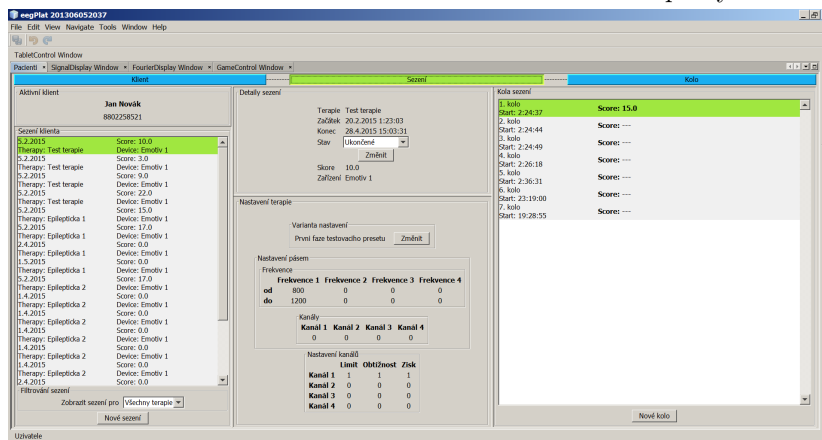 eegPlat 201306052037
File Edit View Navigate Tools Window Help
TabletControl Window
Pacienti SignalDisplay Window FourierDisplay Window GameControl Window
Klient Sezení Kolo
Aktivní klient
Jan Novák
8802258521
Sezení klienta
5.2.2015 Score: 10.0
Therapy: Test terapie Device: Emotiv 1
5.2.2015 Score: 3.0
Therapy: Test terapie Device: Emotiv 1
5.2.2015 Score: 9.0
Therapy: Test terapie Device: Emotiv 1
5.2.2015 Score: 22.0
Therapy: Test terapie Device: Emotiv 1
5.2.2015 Score: 15.0
Therapy: Epilepticka 1 Device: Emotiv 1
5.2.2015 Score: 17.0
Therapy: Epilepticka 1 Device: Emotiv 1
2.4.2015 Score: 0.0
Therapy: Epilepticka 1 Device: Emotiv 1
1.5.2015 Score: 0.0
Therapy: Epilepticka 1 Device: Emotiv 1
5.2.2015 Score: 17.0
Therapy: Epilepticka 2 Device: Emotiv 1
1.4.2015 Score: 0.0
Therapy: Epilepticka 2 Device: Emotiv 1
1.4.2015 Score: 0.0
Therapy: Epilepticka 2 Device: Emotiv 1
1.4.2015 Score: 0.0
Therapy: Epilepticka 2 Device: Emotiv 1
1.4.2015 Score: 0.0
Therapy: Epilepticka 2 Device: Emotiv 1
2.4.2015 Score: 0.0
Filtrování sezení
Zobrazit sezení pro Všechny terapie
Nové sezení
Detaily sezení
Terapie Test terapie
Začátek 20.2.2015 1:23:03
Konec 28.4.2015 15:03:31
Stav Ukončené
Změnit
Skore 10.0
Zařízení Emotiv 1
Nastavení terapie
Varianta nastavení
První faze testovacího presetu Změnit
Nastavení pásem
Frekvence
Frekvence 1 Frekvence 2 Frekvence 3 Frekvence 4
od 800 0 0 0
do 1200 0 0 0
Kanály
Kanál 1 Kanál 2 Kanál 3 Kanál 4
0 0 0 0
Nastavení kanálů
Limit Obtížnost Zisk
Kanál 1 1 1 1
Kanál 2 0 0 0
Kanál 3 0 0 0
Kanál 4 0 0 0
Kola sezení
1. kolo
Start: 2:24:37 Score: 15.0
2. kolo
Start: 2:24:44 Score: ---
3. kolo
Start: 2:24:49 Score: ---
4. kolo
Start: 2:26:18 Score: ---
5. kolo
Start: 2:36:31 Score: ---
6. kolo
Start: 23:19:00 Score: ---
7. kolo
Start: 19:28:55 Score: ---
Nové kolo
Uzivatele